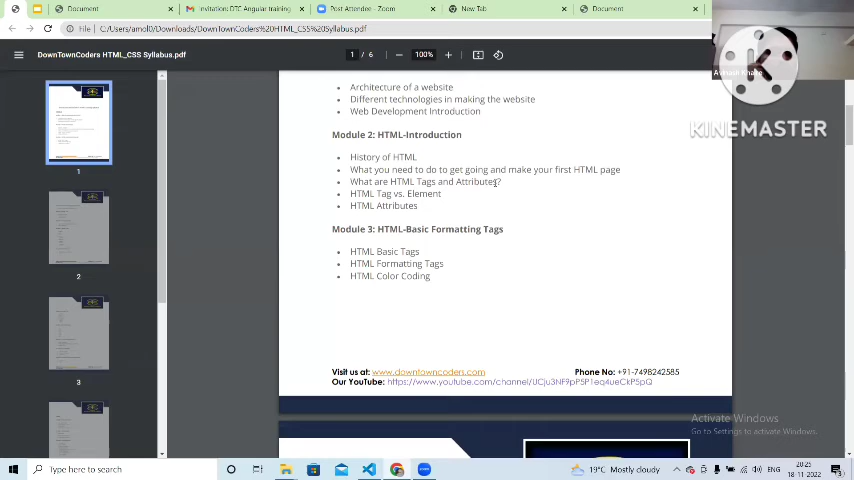 Document
Invitation: DTC Angular training
Post Attendee - Zoom
New Tab
Document
File
C:/Users/amol0/Downloads/DownTownCoders%20HTML_CSS%20Syllabus.pdf
DownTownCoders HTML_CSS Syllabus.pdf
1 / 6
100%
Avinash Khake
KINEMASTER
Architecture of a website
Different technologies in making the website
Web Development Introduction
Module 2: HTML-Introduction
History of HTML
What you need to do to get going and make your first HTML page
What are HTML Tags and Attributes?
HTML Tag vs. Element
HTML Attributes
Module 3: HTML-Basic Formatting Tags
HTML Basic Tags
HTML Formatting Tags
HTML Color Coding
Visit us at: www.downtowncoders.com
Phone No: +91-7498242585
Our YouTube: https://www.youtube.com/channel/UCju3NF9pP5P1eq4ueCkP5pQ
1
2
3
Activate Windows
Go to Settings to activate Windows.
Type here to search
19°C Mostly cloudy
ENG
20:25
18-11-2022
3